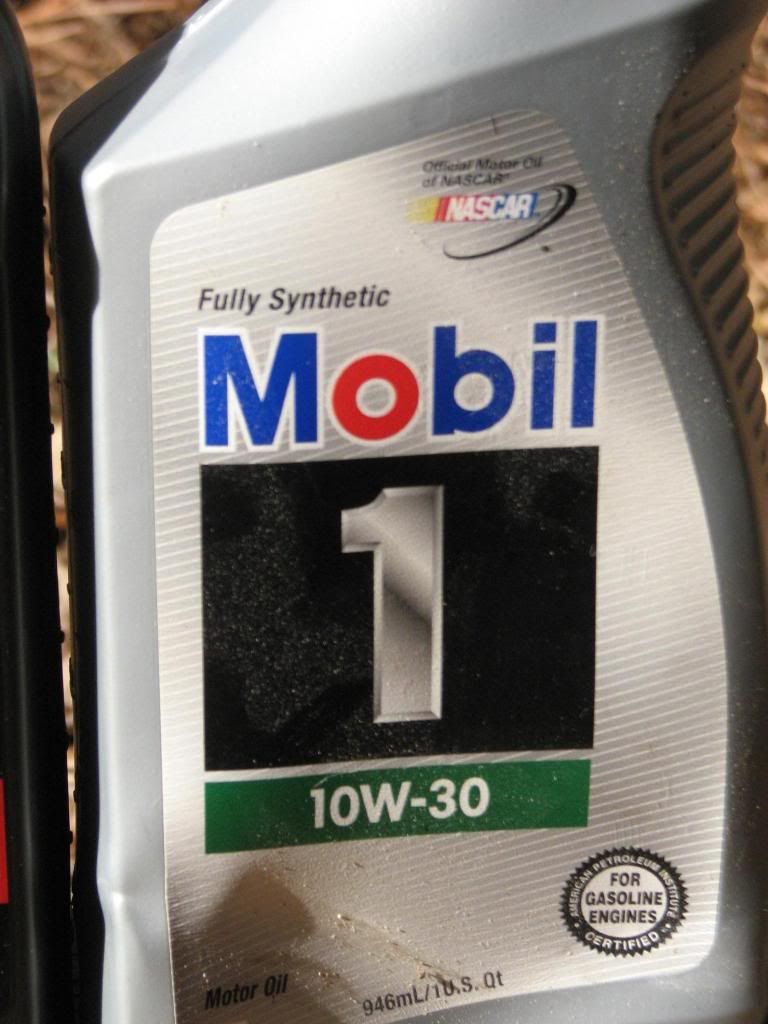 Official Motor Oil
of NASCAR®
NASCAR
Fully Synthetic
Mobil
1
10W-30
AMERICAN PETROLEUM INSTITUTE
FOR
GASOLINE
ENGINES
CERTIFIED
Motor Oil
946mL/1U.S. Qt